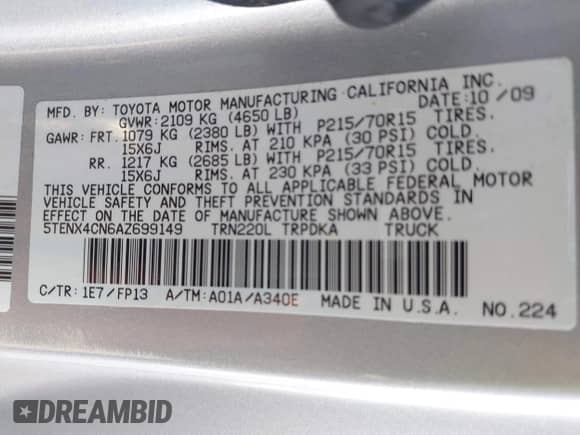 MFD. BY: TOYOTA MOTOR MANUFACTURING CALIFORNIA INC.
GVWR: 2109 KG (4650 LB) DATE: 10/09
GAWR: FRT. 1079 KG (2380 LB) WITH P215/70R15 TIRES.
15X6J RIMS. AT 210 KPA (30 PSI) COLD.
RR. 1217 KG (2685 LB) WITH P215/70R15 TIRES.
15X6J RIMS. AT 230 KPA (33 PSI) COLD.
THIS VEHICLE CONFORMS TO ALL APPLICABLE FEDERAL MOTOR
VEHICLE SAFETY AND THEFT PREVENTION STANDARDS IN
EFFECT ON THE DATE OF MANUFACTURE SHOWN ABOVE.
5TENX4CN6AZ699149 TRN220L TRPDKA TRUCK
C/TR: 1E7/FP13 A/TM: A01A/A340E MADE IN U.S.A. NO.224
DREAMBID